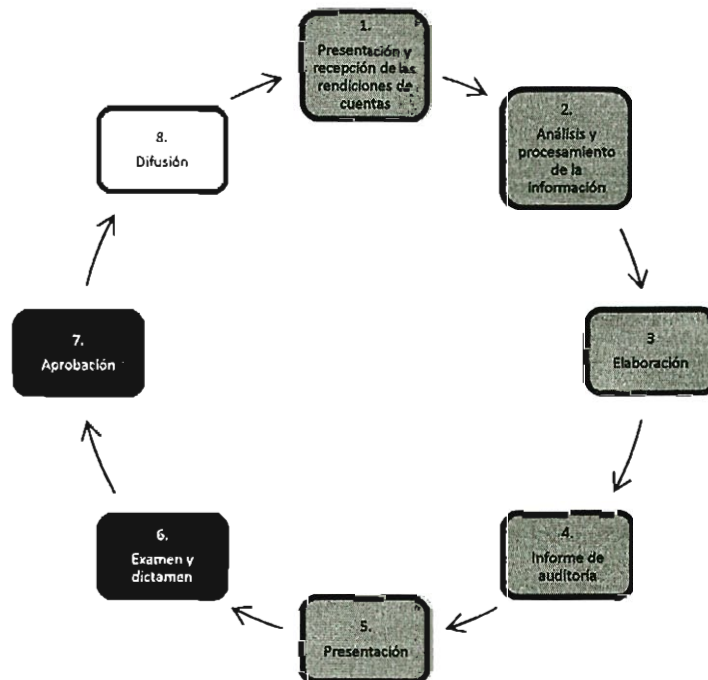 1.
Presentación y
recepción de las
rendiciones de
cuentas
2.
Análisis y
procesamiento
de la
información
3
Elaboración
4.
Informe de
auditoría
5.
Presentación
6.
Examen y
dictamen
7.
Aprobación
8.
Difusión